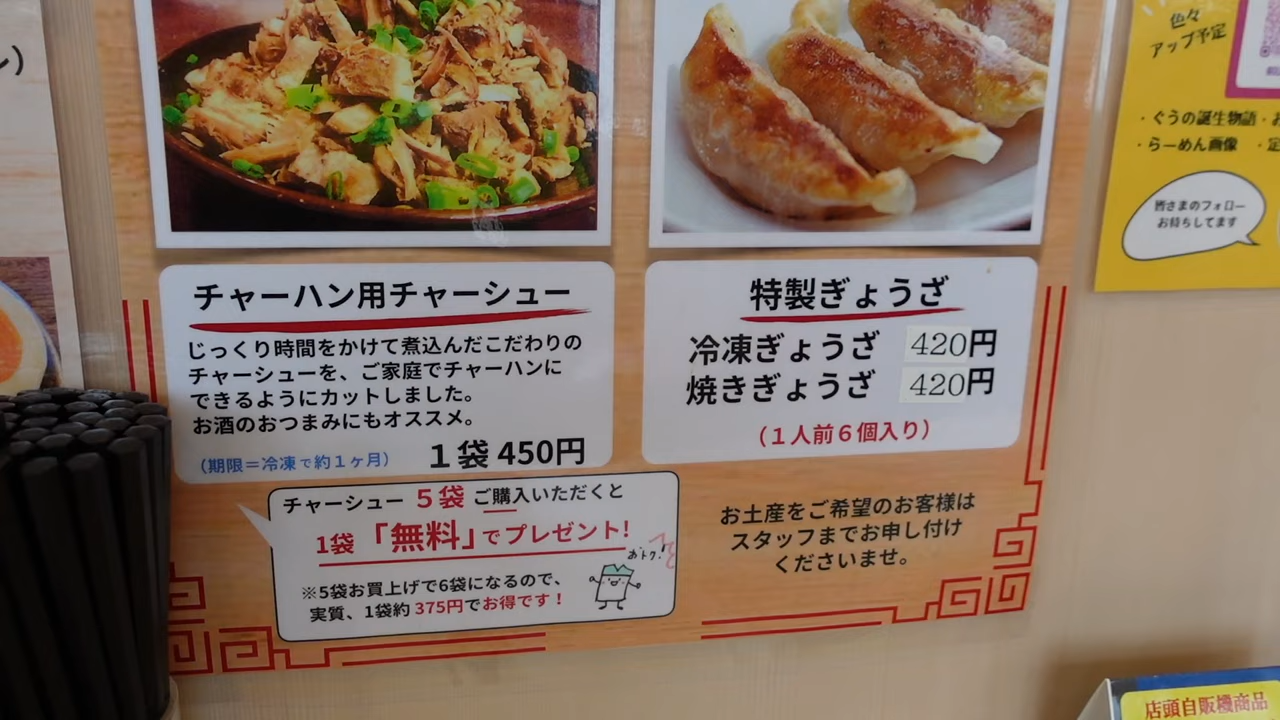 チャーハン用チャーシュー
じっくり時間をかけて煮込んだこだわりの
チャーシューを、ご家庭でチャーハンに
できるようにカットしました。
お酒のおつまみにもオススメ。
（期限＝冷凍で約１ヶ月） １袋 450円
チャーシュー ５袋 ご購入いただくと
1袋「無料」でプレゼント!
おトク!
※5袋お買上げで6袋になるので、
実質、1袋約 375円でお得です！
特製ぎょうざ
冷凍ぎょうざ 420円
焼きぎょうざ 420円
（１人前６個入り）
お土産をご希望のお客様は
スタッフまでお申し付け
くださいませ。
色々
アップ予定
・ぐうの誕生物語
・らーめん画像
皆さまのフォロー
お待ちしてます
店頭自販機商品